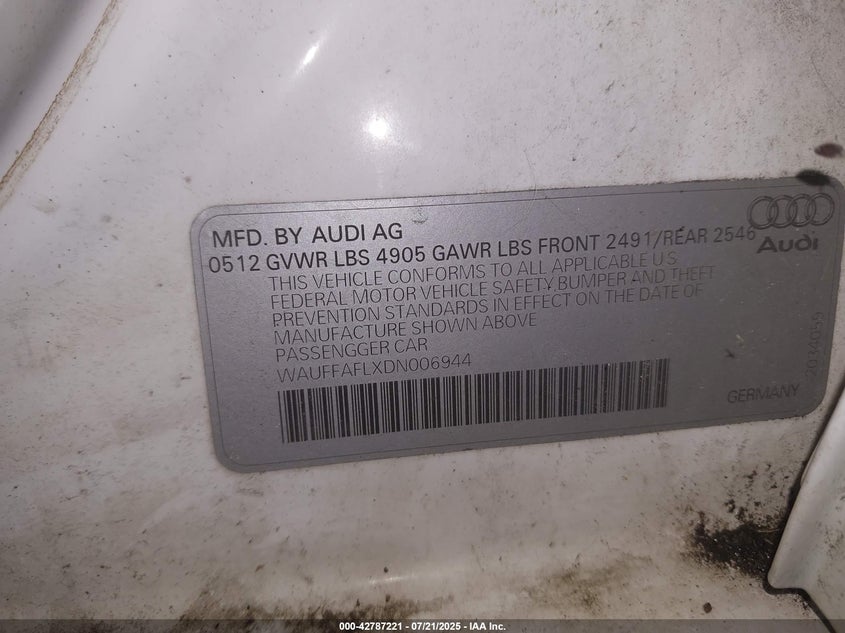 MFD. BY AUDI AG
0512 GVWR LBS 4905 GAWR LBS FRONT 2491/REAR 2546
THIS VEHICLE CONFORMS TO ALL APPLICABLE U.S
FEDERAL MOTOR VEHICLE SAFETY BUMPER AND THEFT
PREVENTION STANDARDS IN EFFECT ON THE DATE OF
MANUFACTURE SHOWN ABOVE
PASSENGGER CAR
WAUFFAFLXDN006944
Audi
GERMANY
2034055
000-42787221 - 07/21/2025 - IAA Inc.